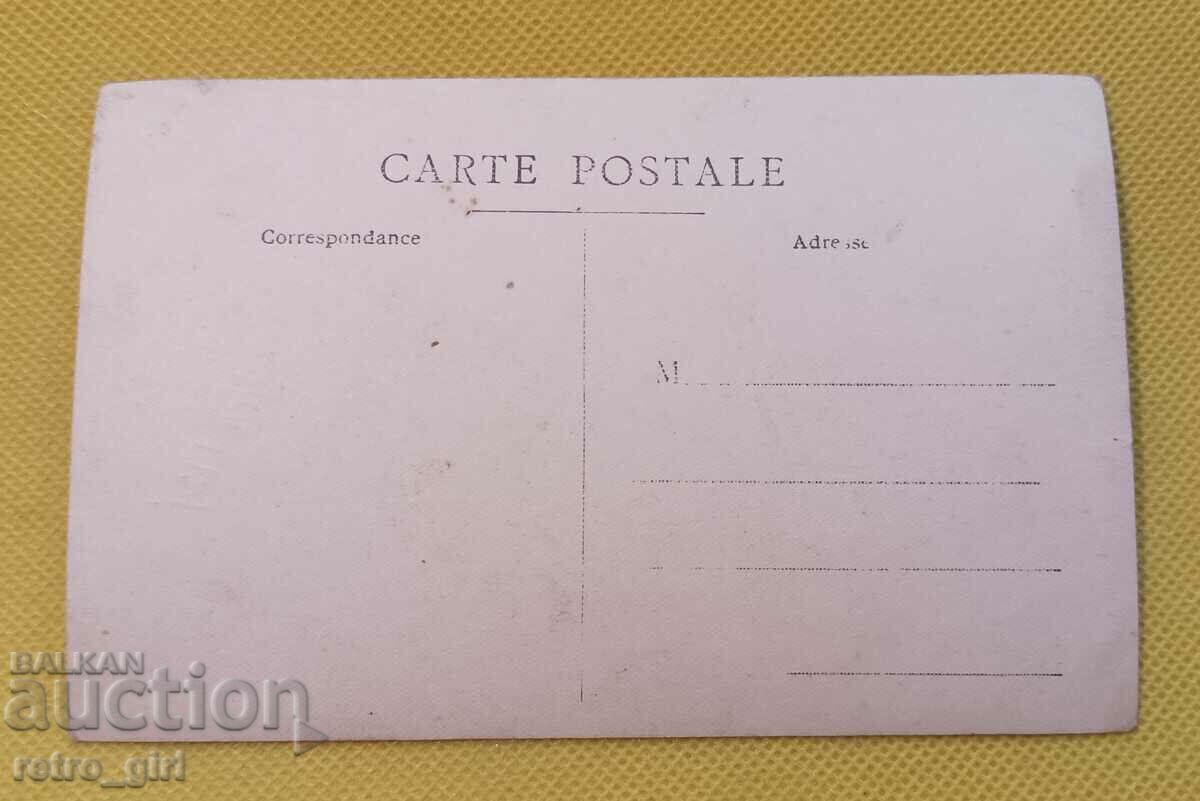 CARTE POSTALE
Correspondance
Adresse
M
BALKAN
auction
retro_girl